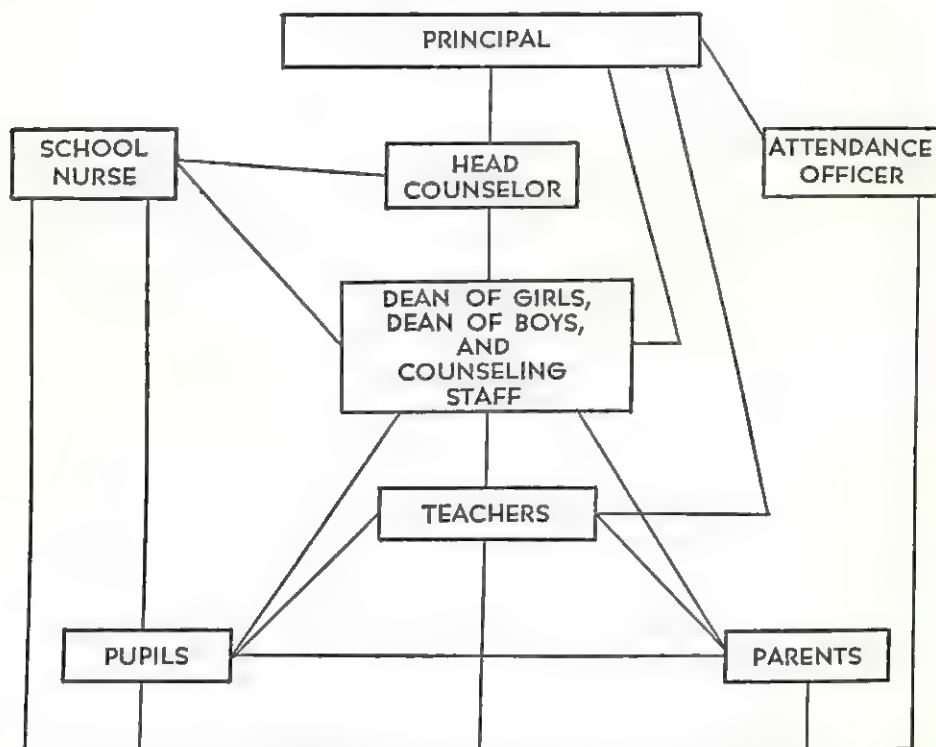 PRINCIPAL
SCHOOL
NURSE
HEAD
COUNSELOR
ATTENDANCE
OFFICER
DEAN OF GIRLS,
DEAN OF BOYS,
AND
COUNSELING
STAFF
TEACHERS
PUPILS
PARENTS